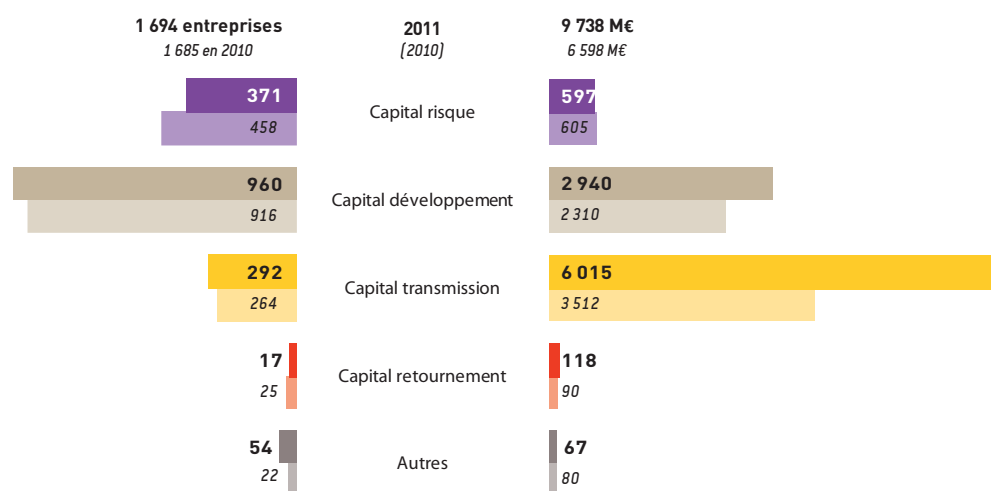 1 694 entreprises 2011 9 738 M€
1 685 en 2010 (2010) 6 598 M€
371 Capital risque 597
458 605
960 Capital développement 2 940
916 2 310
292 Capital transmission 6 015
264 3 512
17 Capital retournement 118
25 90
54 Autres 67
22 80